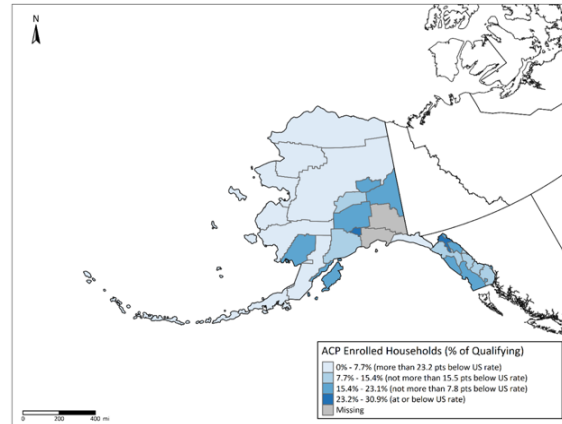 N
ACP Enrolled Households (% of Qualifying)
0% - 7.7% (more than 23.2 pts below US rate)
7.7% - 15.4% (not more than 15.5 pts below US rate)
15.4% - 23.1% (not more than 7.8 pts below US rate)
23.2% - 30.9% (at or below US rate)
Missing
0 200 400 mi